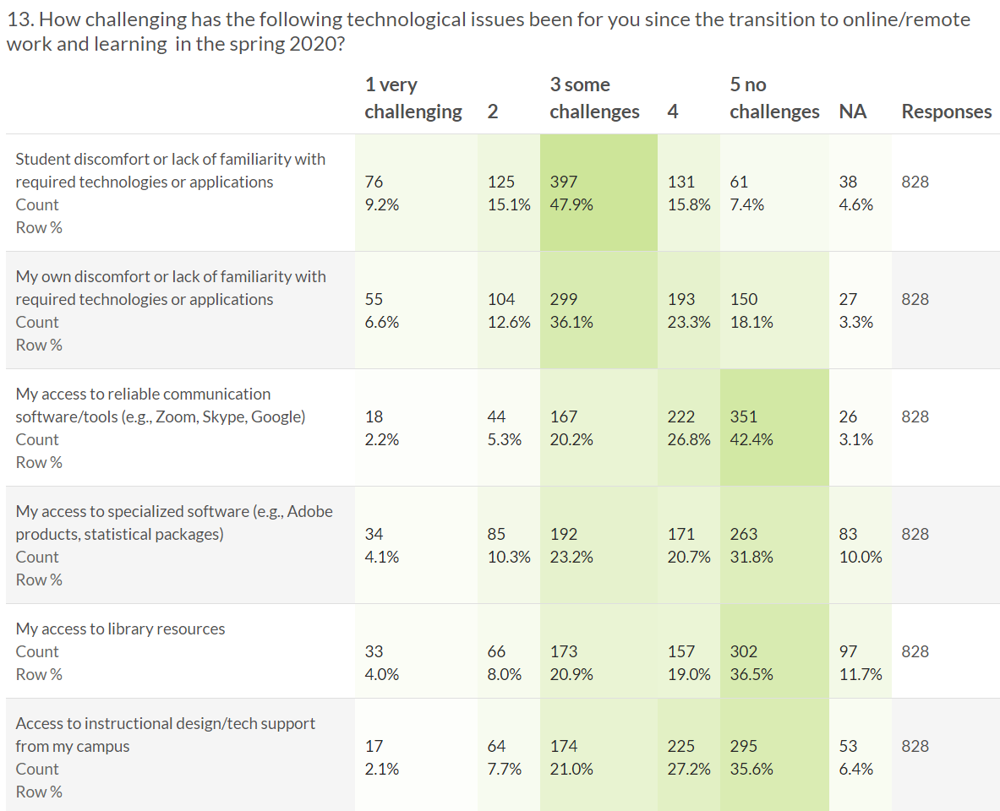 13. How challenging has the following technological issues been for you since the transition to online/remote
work and learning in the spring 2020?
1 very challenging 2 3 some challenges 4 5 no challenges NA Responses
Student discomfort or lack of familiarity with
required technologies or applications 76 125 397 131 61 38 828
Count 9.2% 15.1% 47.9% 15.8% 7.4% 4.6%
Row %
My own discomfort or lack of familiarity with
required technologies or applications 55 104 299 193 150 27 828
Count 6.6% 12.6% 36.1% 23.3% 18.1% 3.3%
Row %
My access to reliable communication
software/tools (e.g., Zoom, Skype, Google) 18 44 167 222 351 26 828
Count 2.2% 5.3% 20.2% 26.8% 42.4% 3.1%
Row %
My access to specialized software (e.g., Adobe
products, statistical packages) 34 85 192 171 263 83 828
Count 4.1% 10.3% 23.2% 20.7% 31.8% 10.0%
Row %
My access to library resources
Count 33 66 173 157 302 97 828
Row % 4.0% 8.0% 20.9% 19.0% 36.5% 11.7%
Access to instructional design/tech support
from my campus 17 64 174 225 295 53 828
Count 2.1% 7.7% 21.0% 27.2% 35.6% 6.4%
Row %